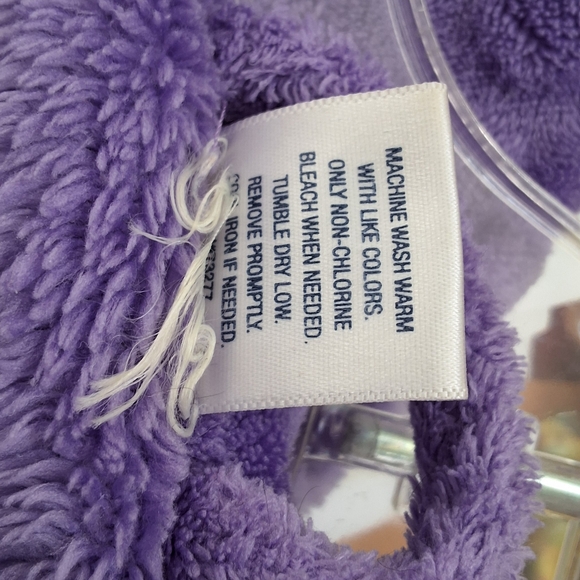 MACHINE WASH WARM
WITH LIKE COLORS.
ONLY NON-CHLORINE
BLEACH WHEN NEEDED.
TUMBLE DRY LOW.
REMOVE PROMPTLY.
IRON IF NEEDED.